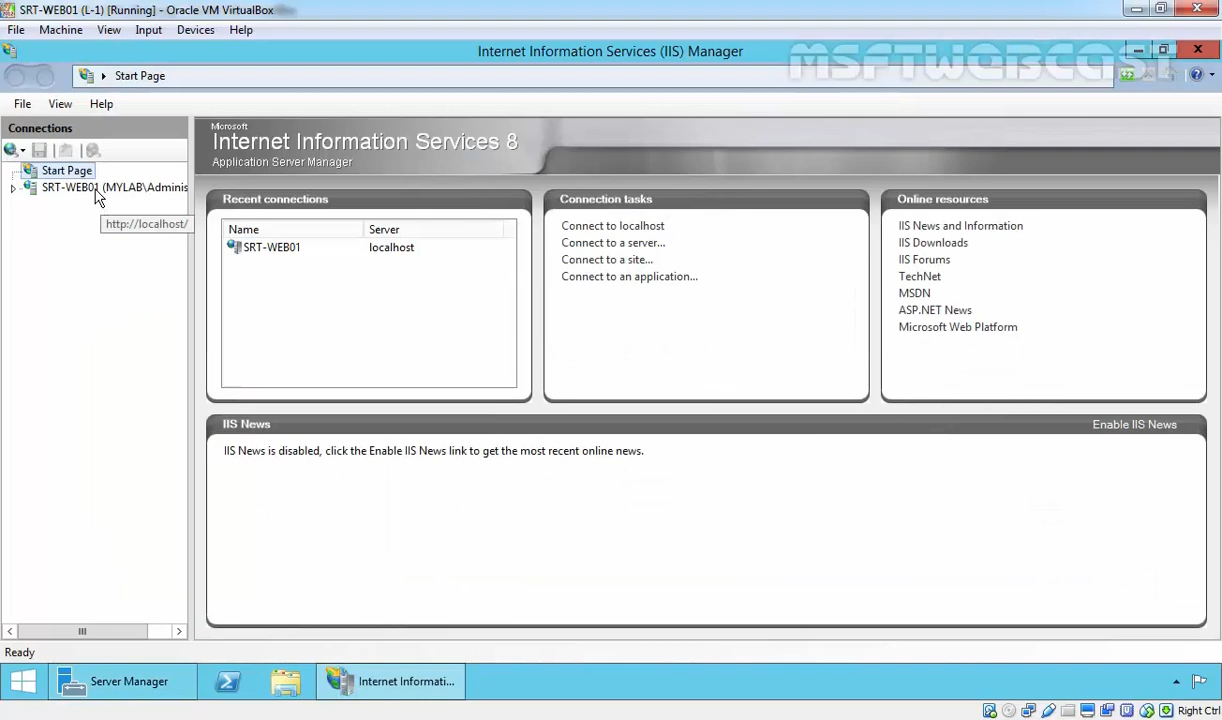 SRT-WEB01 (L-1) [Running] - Oracle VM VirtualBox
File Machine View Input Devices Help
Internet Information Services (IIS) Manager
MSFTWEBCAST
Start Page
File View Help
Connections
Start Page
SRT-WEB01 (MYLAB\Adminis
http://localhost/
Microsoft
Internet Information Services 8
Application Server Manager
Recent connections
Name Server
SRT-WEB01 localhost
Connection tasks
Connect to localhost
Connect to a server...
Connect to a site...
Connect to an application...
Online resources
IIS News and Information
IIS Downloads
IIS Forums
TechNet
MSDN
ASP.NET News
Microsoft Web Platform
IIS News Enable IIS News
IIS News is disabled, click the Enable IIS News link to get the most recent online news.
Ready
Server Manager
Internet Informati...
Right Ctrl